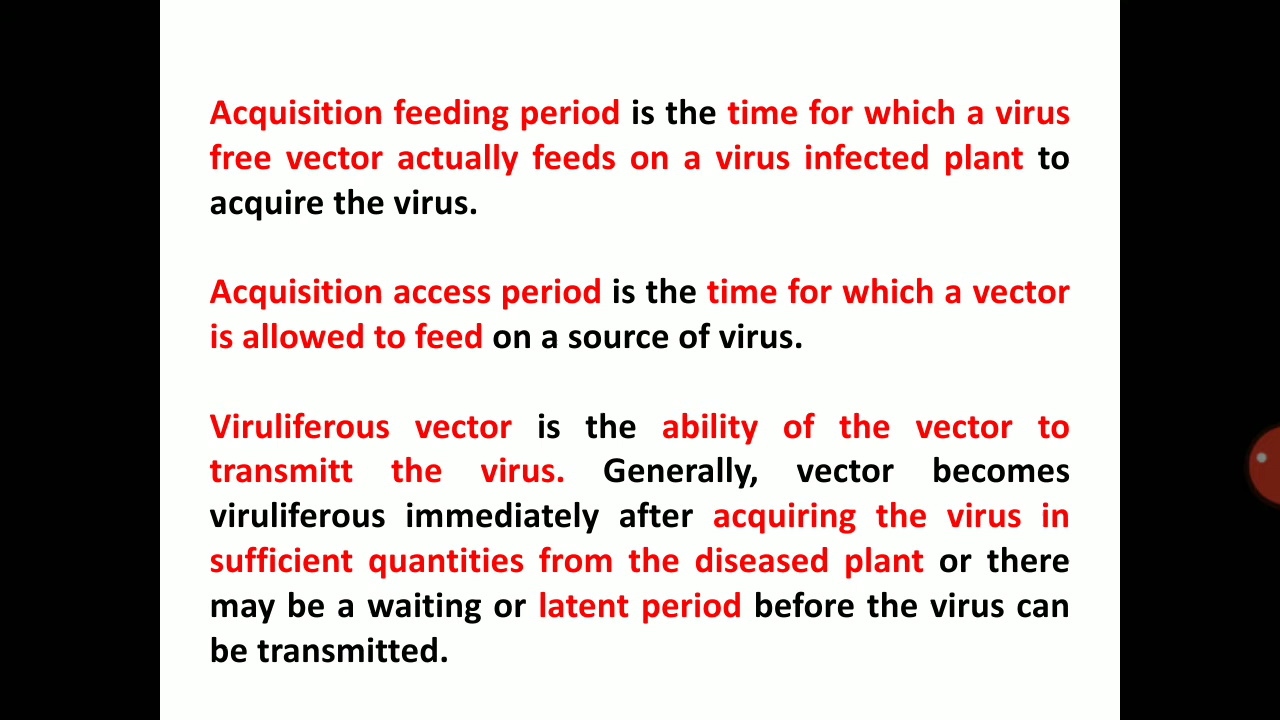 Acquisition feeding period is the time for which a virus
free vector actually feeds on a virus infected plant to
acquire the virus.
Acquisition access period is the time for which a vector
is allowed to feed on a source of virus.
Viruliferous vector is the ability of the vector to
transmitt the virus. Generally, vector becomes
viruliferous immediately after acquiring the virus in
sufficient quantities from the diseased plant or there
may be a waiting or latent period before the virus can
be transmitted.